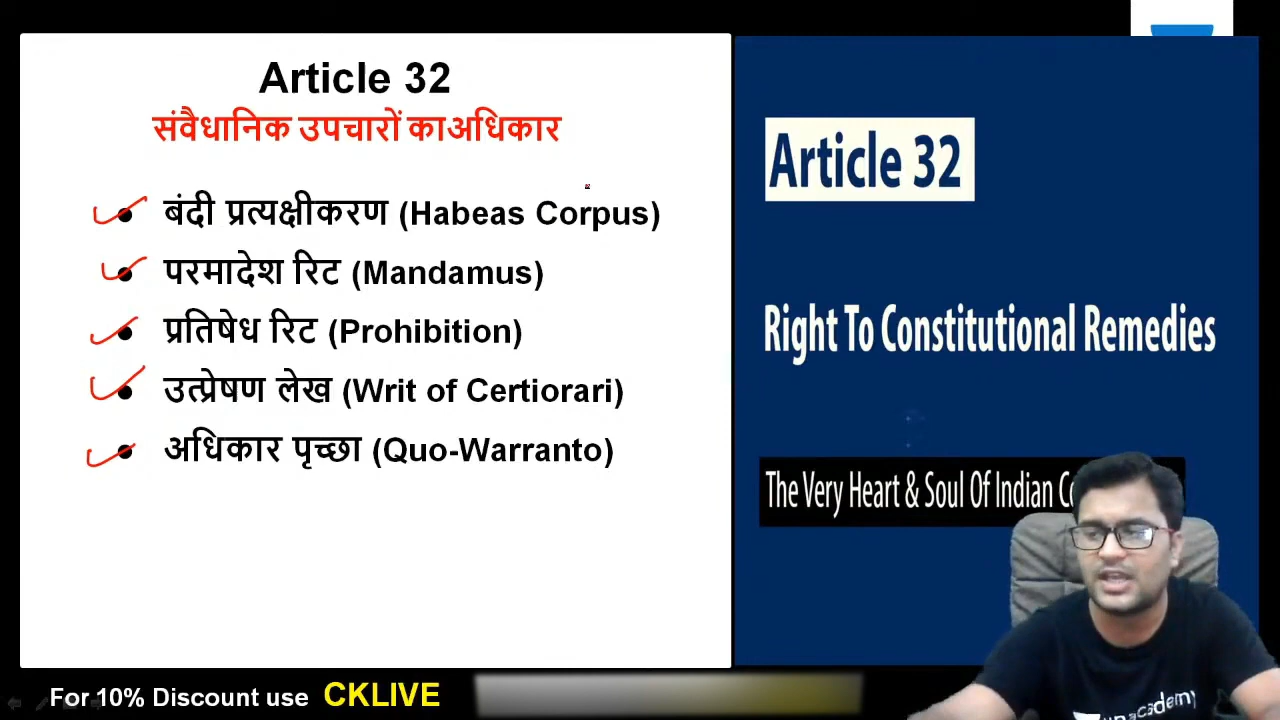 Article 32
संवैधानिक उपचारों काअधिकार
बंदी प्रत्यक्षीकरण (Habeas Corpus)
परमादेश रिट (Mandamus)
प्रतिषेध रिट (Prohibition)
उत्प्रेषण लेख (Writ of Certiorari)
अधिकार पृच्छा (Quo-Warranto)
Article 32
Right To Constitutional Remedies
The Very Heart & Soul Of Indian
For 10% Discount use CKLIVE